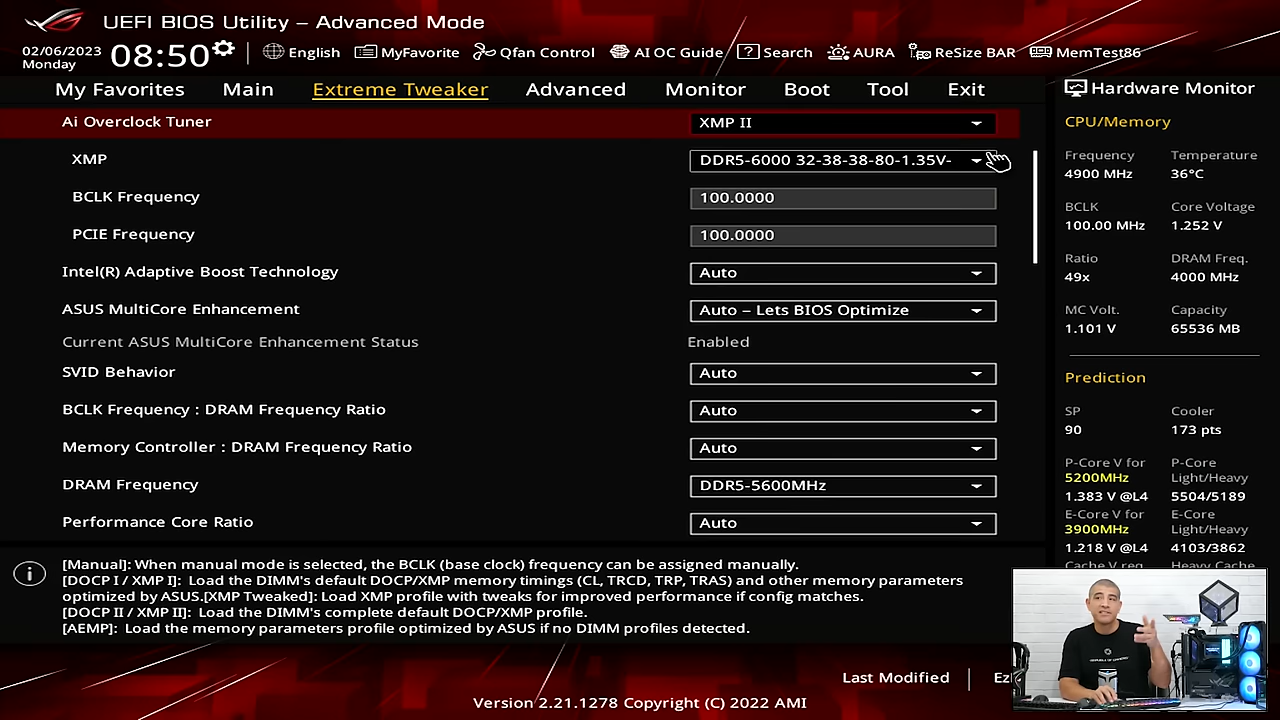 UEFI BIOS Utility – Advanced Mode
02/06/2023
Monday
08:50
English
MyFavorite
Qfan Control
AI OC Guide
Search
AURA
ReSize BAR
MemTest86
My Favorites
Main
Extreme Tweaker
Advanced
Monitor
Boot
Tool
Exit
Ai Overclock Tuner
XMP II
XMP
DDR5-6000 32-38-38-80-1.35V-
BCLK Frequency
100.0000
PCIE Frequency
100.0000
Intel(R) Adaptive Boost Technology
Auto
ASUS MultiCore Enhancement
Auto – Lets BIOS Optimize
Current ASUS MultiCore Enhancement Status
Enabled
SVID Behavior
Auto
BCLK Frequency : DRAM Frequency Ratio
Auto
Memory Controller : DRAM Frequency Ratio
Auto
DRAM Frequency
DDR5-5600MHz
Performance Core Ratio
Auto
[Manual]: When manual mode is selected, the BCLK (base clock) frequency can be assigned manually.
[DOCP I / XMP I]: Load the DIMM's default DOCP/XMP memory timings (CL, TRCD, TRP, TRAS) and other memory parameters
optimized by ASUS.[XMP Tweaked]: Load XMP profile with tweaks for improved performance if config matches.
[DOCP II / XMP II]: Load the DIMM's complete default DOCP/XMP profile.
[AEMP]: Load the memory parameters profile optimized by ASUS if no DIMM profiles detected.
Hardware Monitor
CPU/Memory
Frequency Temperature
4900 MHz 36°C
BCLK Core Voltage
100.00 MHz 1.252 V
Ratio DRAM Freq.
49x 4000 MHz
MC Volt. Capacity
1.101 V 65536 MB
Prediction
SP Cooler
90 173 pts
P-Core V for P-Core
5200MHz Light/Heavy
1.383 V @L4 5504/5189
E-Core V for E-Core
3900MHz Light/Heavy
1.218 V @L4 4103/3862
Cache V req Heavy Cache
Last Modified
Ez
Version 2.21.1278 Copyright (C) 2022 AMI